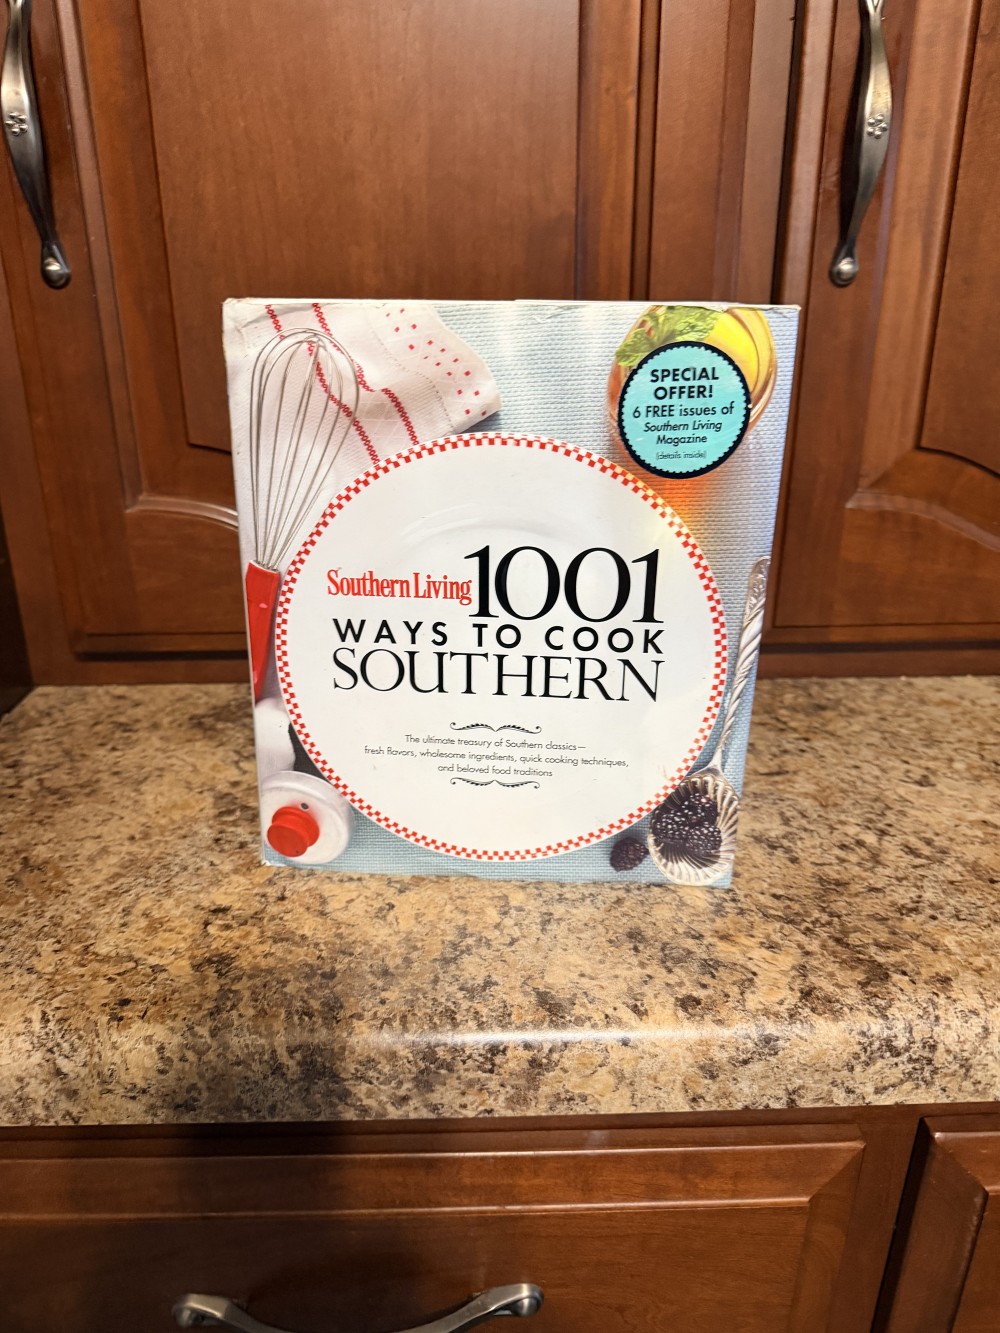 SPECIAL
OFFER!
6 FREE issues of
Southern Living
Magazine
(details inside)
Southern Living 1001
WAYS TO COOK
SOUTHERN
The ultimate treasury of Southern classics—
fresh flavors, wholesome ingredients, quick cooking techniques,
and beloved food traditions